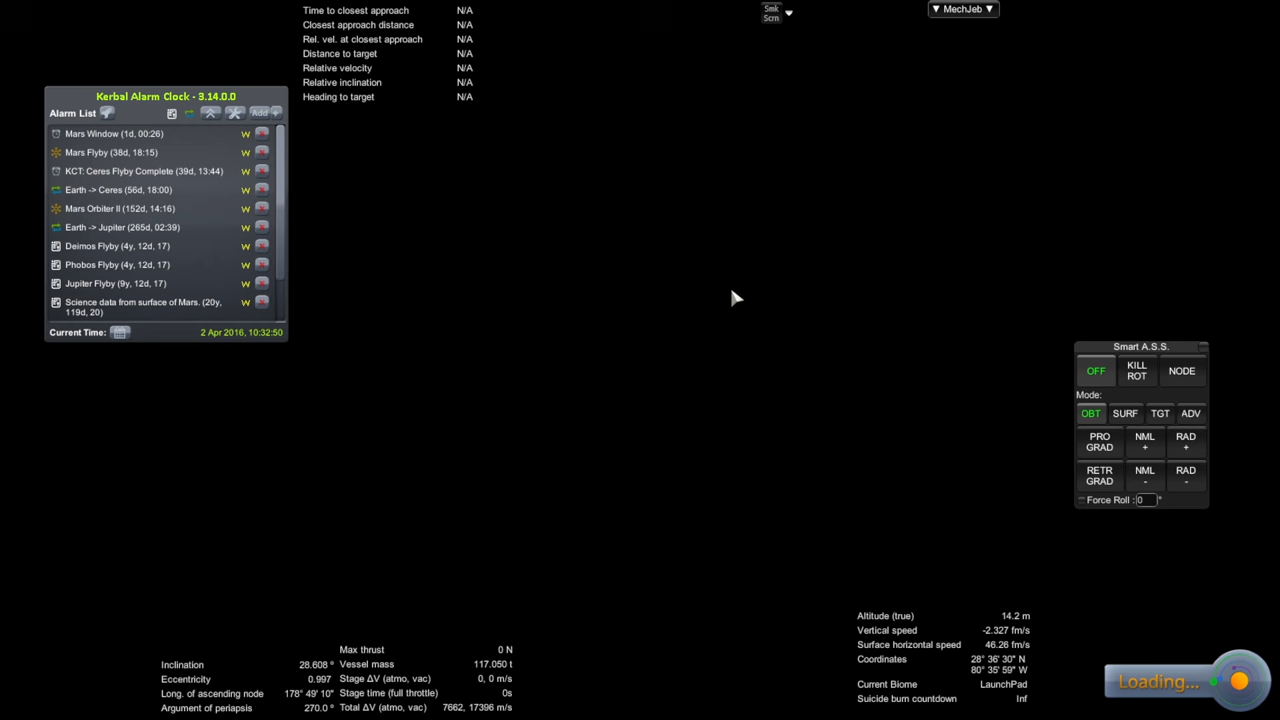 Time to closest approach N/A
Closest approach distance N/A
Rel. vel. at closest approach N/A
Distance to target N/A
Relative velocity N/A
Relative inclination N/A
Heading to target N/A
Smk
Scrn
▼ MechJeb ▼
Kerbal Alarm Clock - 3.14.0.0
Alarm List Add +
Mars Window (1d, 00:26) W
Mars Flyby (38d, 18:15) W
KCT: Ceres Flyby Complete (39d, 13:44) W
Earth -> Ceres (56d, 18:00) W
Mars Orbiter II (152d, 14:16) W
Earth -> Jupiter (265d, 02:39) W
Deimos Flyby (4y, 12d, 17) W
Phobos Flyby (4y, 12d, 17) W
Jupiter Flyby (9y, 12d, 17) W
Science data from surface of Mars. (20y, W
119d, 20)
Current Time: 2 Apr 2016, 10:32:50
Smart A.S.S.
OFF KILL ROT NODE
Mode:
OBT SURF TGT ADV
PRO GRAD NML + RAD +
RETR GRAD NML - RAD -
Force Roll : 0 °
Max thrust 0 N
Inclination 28.608 º Vessel mass 117.050 t
Eccentricity 0.997 Stage ΔV (atmo, vac) 0, 0 m/s
Long. of ascending node 178° 49' 10" Stage time (full throttle) 0s
Argument of periapsis 270.0 º Total ΔV (atmo, vac) 7662, 17396 m/s
Altitude (true) 14.2 m
Vertical speed -2.327 fm/s
Surface horizontal speed 46.26 fm/s
Coordinates 28° 36' 30" N
80° 35' 59" W
Current Biome LaunchPad
Suicide burn countdown Inf
Loading...